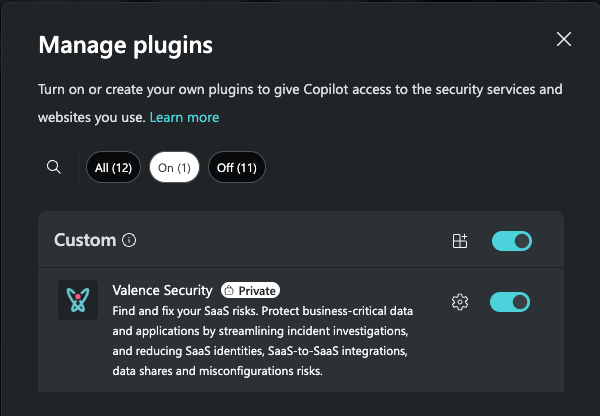 Manage plugins
Turn on or create your own plugins to give Copilot access to the security services and
websites you use. Learn more
All (12) On (1) Off (11)
Custom
Valence Security Private
Find and fix your SaaS risks. Protect business-critical data
and applications by streamlining incident investigations,
and reducing SaaS identities, SaaS-to-SaaS integrations,
data shares and misconfigurations risks.